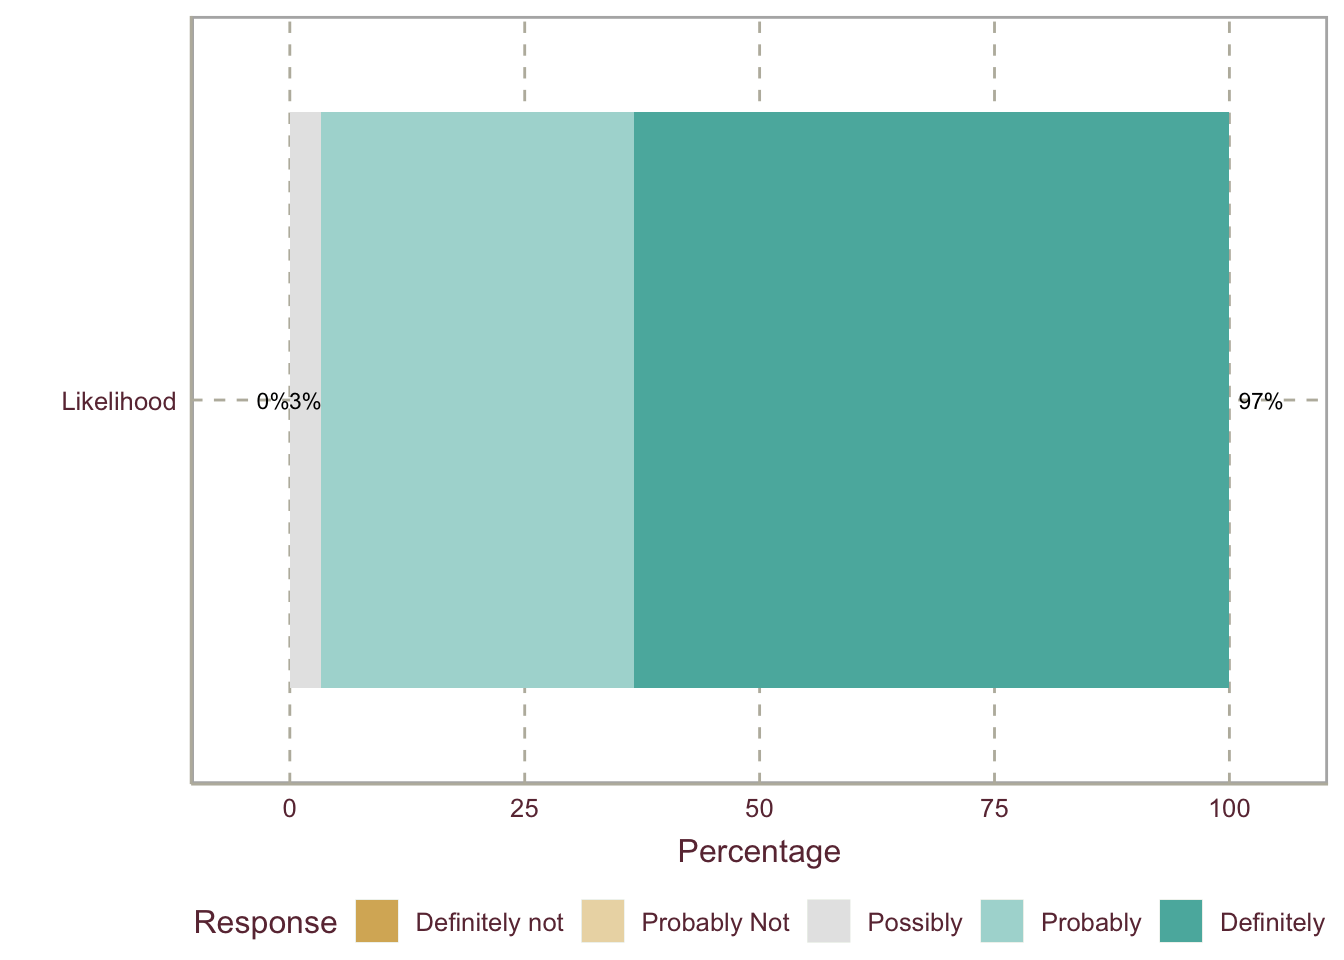 Likelihood
0%3%
97%
0 25 50 75 100
Percentage
Response Definitely not Probably Not Possibly Probably Definitely